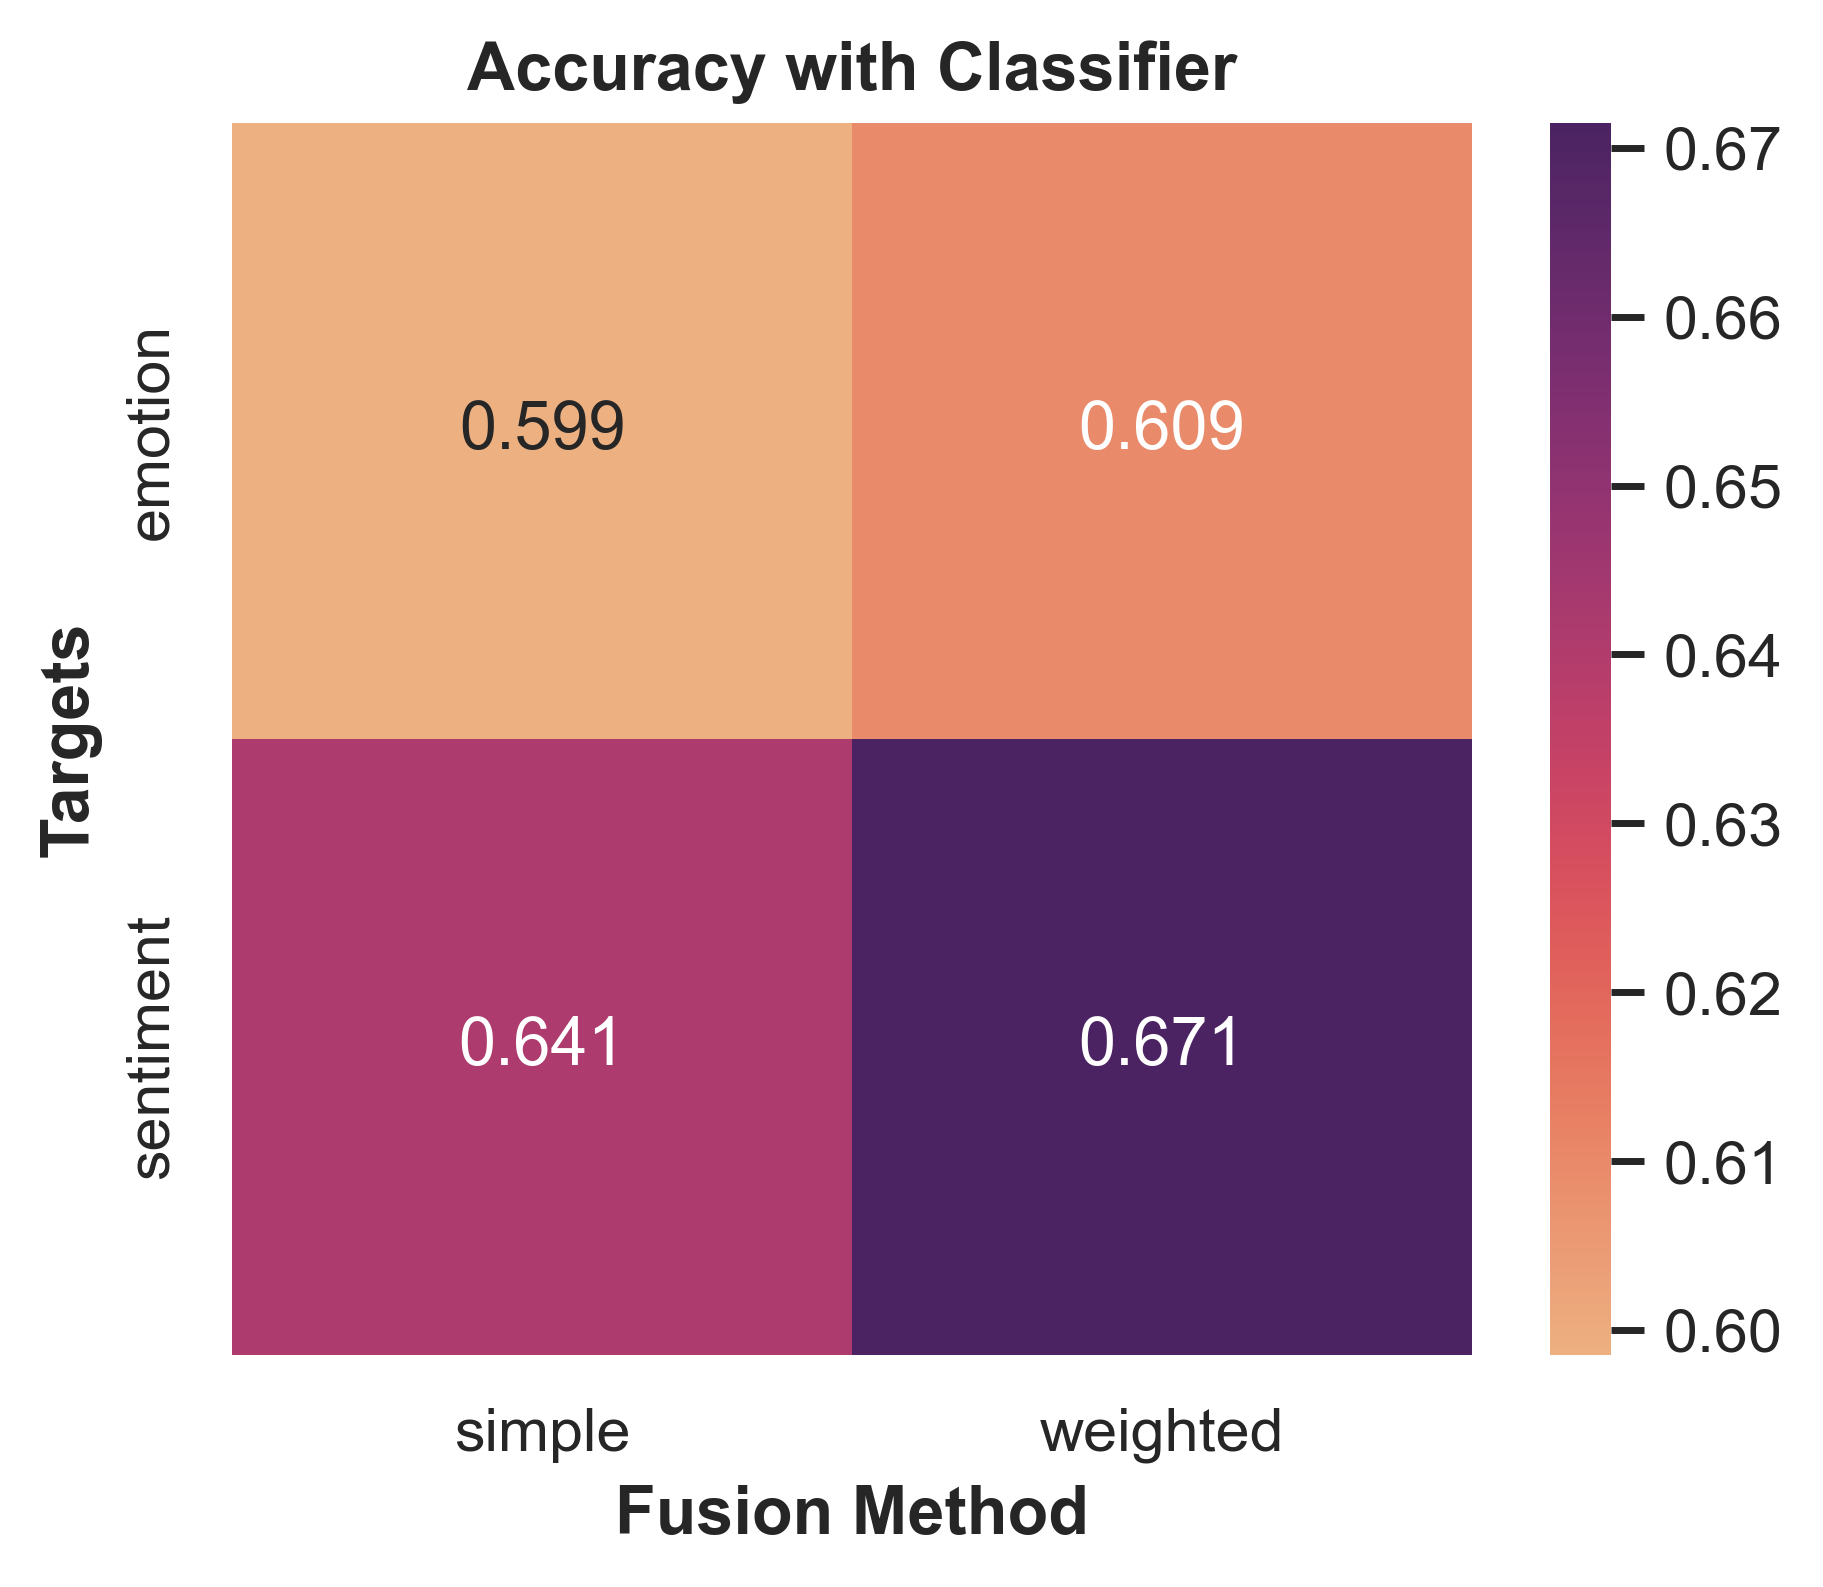 Accuracy with Classifier
Targets
emotion
sentiment
0.599 0.609
0.641 0.671
simple weighted
Fusion Method
0.67
0.66
0.65
0.64
0.63
0.62
0.61
0.60